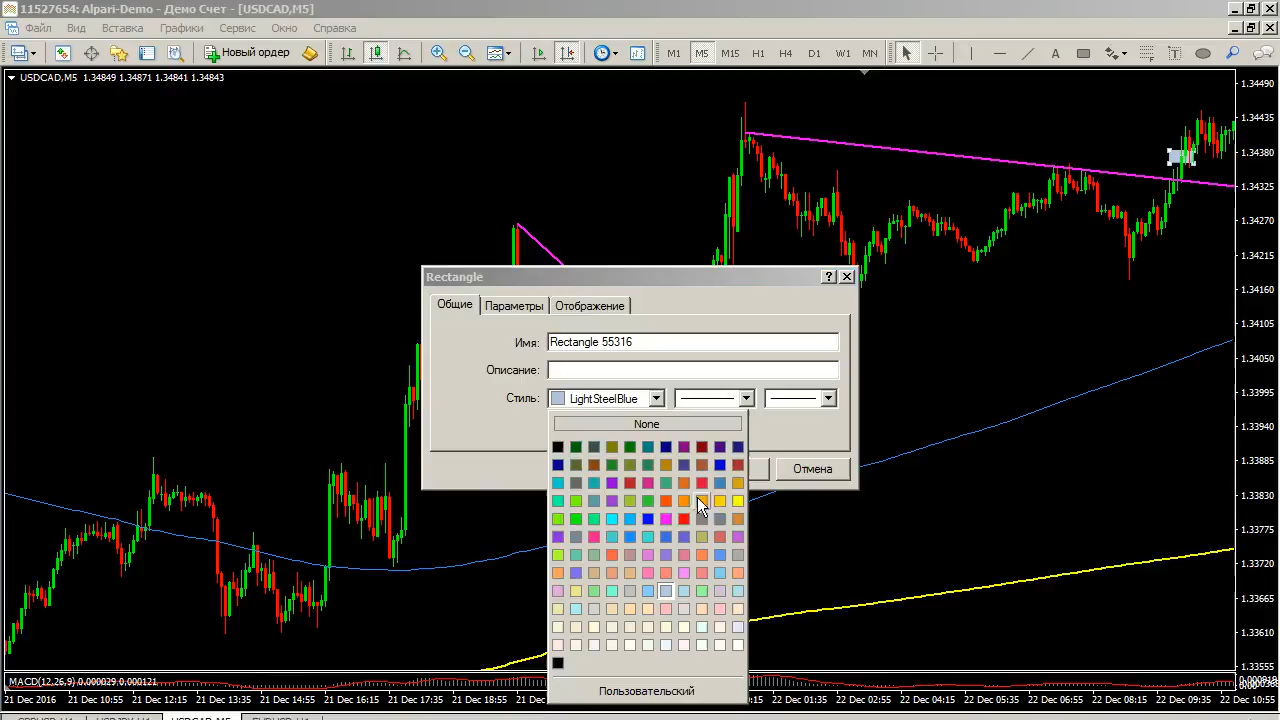 11527654: Alpari-Demo - Демо Счет - [USDCAD,M5]
Файл Вид Вставка Графики Сервис Окно Справка
Новый ордер M1 M5 M15 H1 H4 D1 W1 MN A T
USDCAD,M5 1.34849 1.34871 1.34841 1.34843
1.34490
1.34435
1.34380
1.34325
1.34270
1.34215
1.34160
1.34105
1.34050
1.33995
1.33940
1.33885
1.33830
1.33775
1.33720
1.33665
1.33610
1.33555
Rectangle
Общие Параметры Отображение
Имя: Rectangle 55316
Описание:
Стиль: LightSteelBlue
None
Отмена
Пользовательский
MACD(12,26,9) 0.000029 0.000121
21 Dec 2016 21 Dec 10:55 21 Dec 12:15 21 Dec 13:35 21 Dec 14:55 21 Dec 16:15 21 Dec 17:35 22 Dec 01:35 22 Dec 02:55 22 Dec 04:15 22 Dec 05:35 22 Dec 06:55 22 Dec 08:15 22 Dec 09:35 22 Dec 10:55
USDCAD,M5